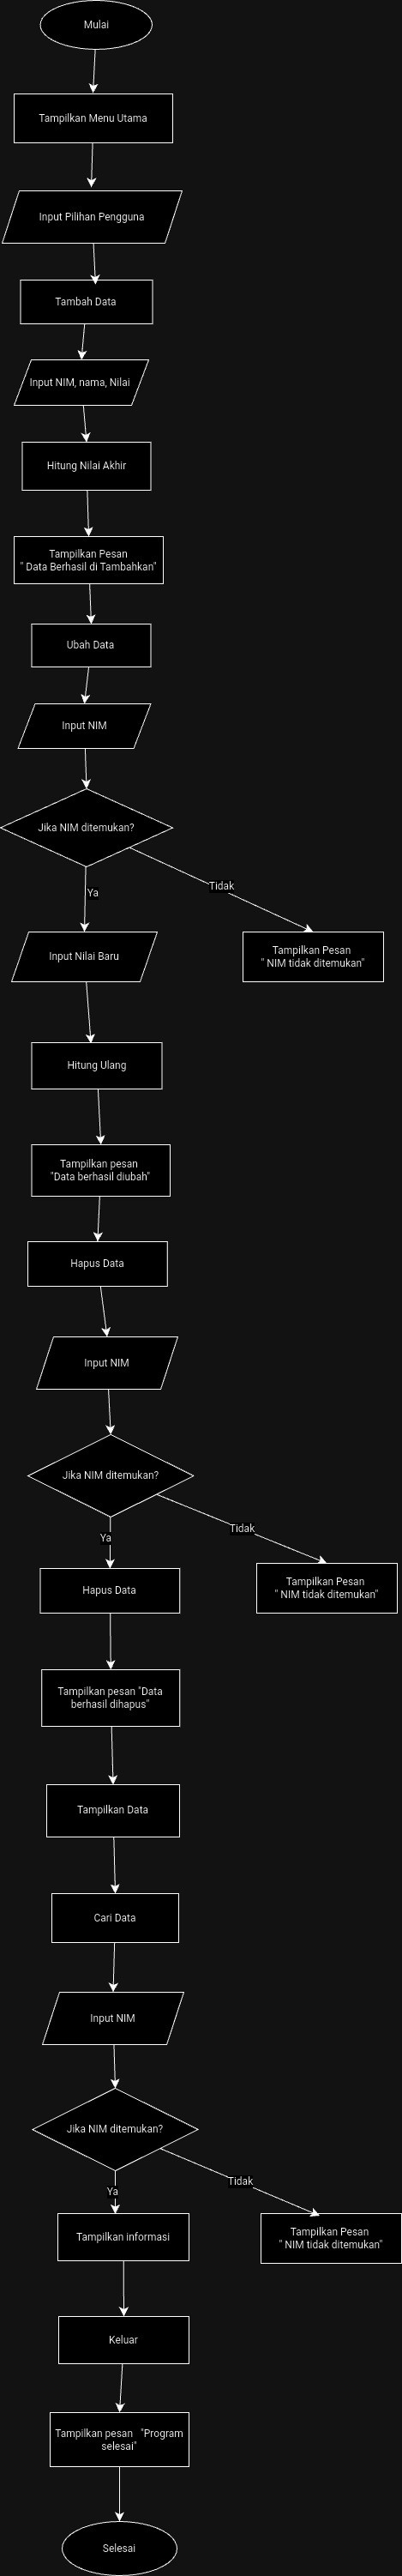 Mulai
Tampilkan Menu Utama
Input Pilihan Pengguna
Tambah Data
Input NIM, nama, Nilai
Hitung Nilai Akhir
Tampilkan Pesan
" Data Berhasil di Tambahkan"
Ubah Data
Input NIM
Jika NIM ditemukan?
Tidak
Ya
Tampilkan Pesan
" NIM tidak ditemukan"
Input Nilai Baru
Hitung Ulang
Tampilkan pesan
"Data berhasil diubah"
Hapus Data
Input NIM
Jika NIM ditemukan?
Tidak
Ya
Tampilkan Pesan
" NIM tidak ditemukan"
Hapus Data
Tampilkan pesan "Data
berhasil dihapus"
Tampilkan Data
Cari Data
Input NIM
Jika NIM ditemukan?
Tidak
Ya
Tampilkan Pesan
" NIM tidak ditemukan"
Tampilkan informasi
Keluar
Tampilkan pesan "Program
selesai"
Selesai